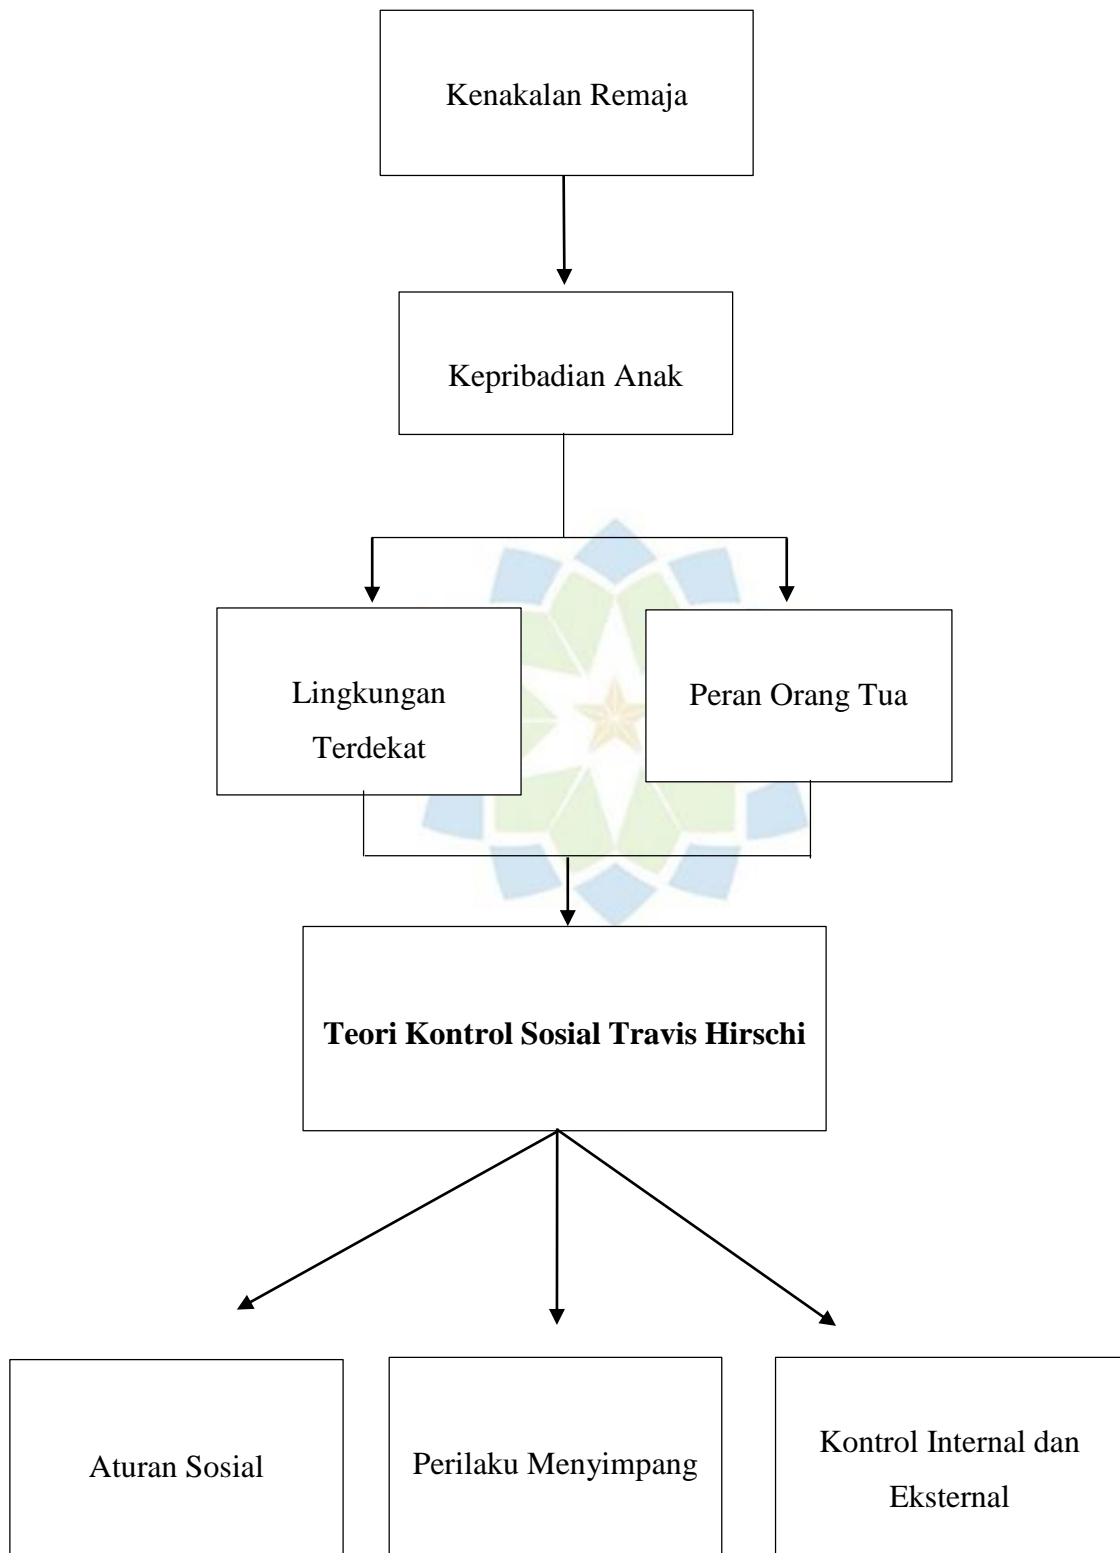 Kenakalan Remaja
Kepribadian Anak
Lingkungan
Terdekat
Peran Orang Tua
Teori Kontrol Sosial Travis Hirschi
Aturan Sosial
Perilaku Menyimpang
Kontrol Internal dan
Eksternal